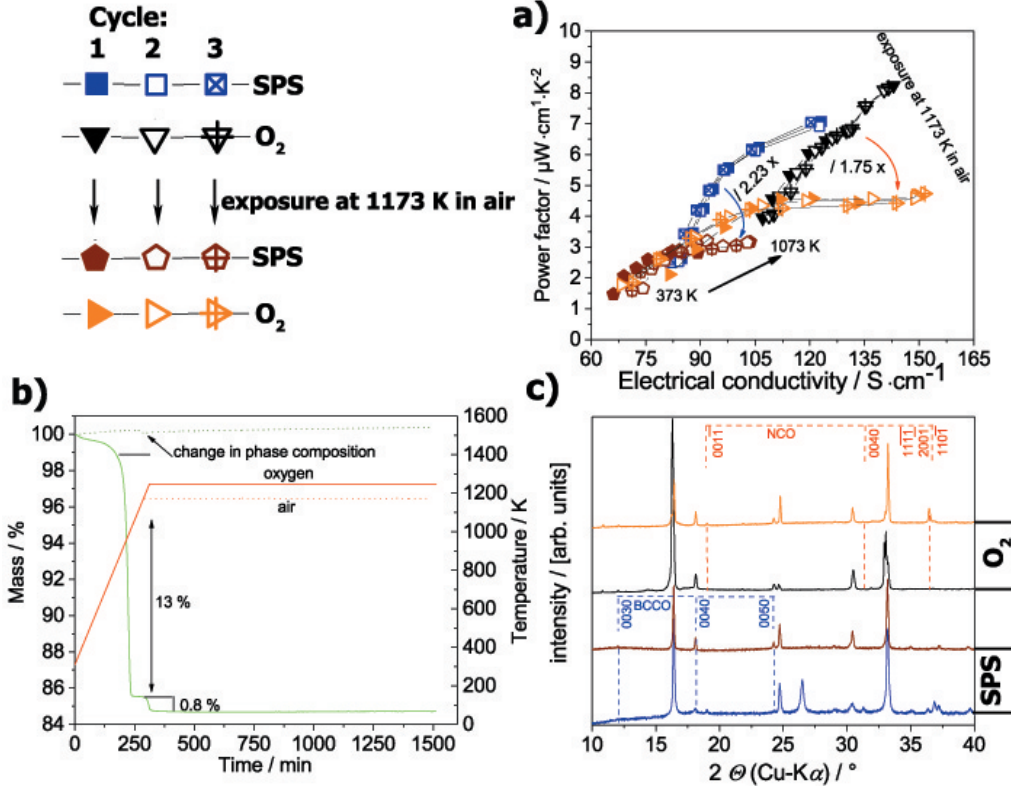 Cycle:
1 2 3
SPS
O₂
exposure at 1173 K in air
SPS
O₂
a)
Power factor / µW·cm¹·K⁻²
10
9
8
7
6
5
4
3
2
1
0
exposure at 1173 K in air
/ 2.23 x
/ 1.75 x
1073 K
373 K
60 75 90 105 120 135 150 165
Electrical conductivity / S·cm⁻¹
b)
Mass / %
100
98
96
94
92
90
88
86
84
change in phase composition
oxygen
air
13 %
0.8 %
1600
1400
1200
1000
800
600
400
200
0
Temperature / K
0 250 500 750 1000 1250 1500
Time / min
c)
intensity / [arb. units]
NCO
0011
0040
1111
2001
1101
O₂
BCCO
0030
0040
0050
SPS
10 15 20 25 30 35 40
2 Θ (Cu-Kα) / °